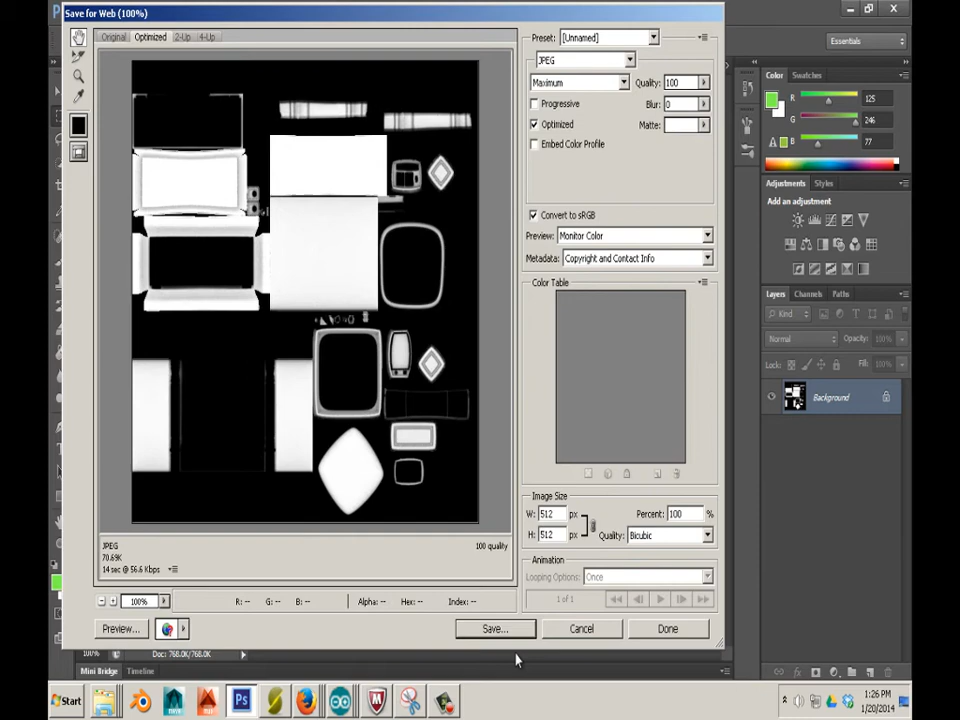 Save for Web (100%)
Original Optimized 2-Up 4-Up
Preset: [Unnamed]
JPEG
Maximum Quality: 100
Progressive Blur: 0
Optimized Matte:
Embed Color Profile
Convert to sRGB
Preview: Monitor Color
Metadata: Copyright and Contact Info
Color Table
Image Size
W: 512 px Percent: 100 %
H: 512 px Quality: Bicubic
Animation
Looping Options: Once
1 of 1
JPEG 100 quality
70.69K
14 sec @ 56.6 Kbps
100% R: -- G: -- B: -- Alpha: -- Hex: -- Index: --
Preview... Save... Cancel Done
Essentials
Color Swatches
R 125
G 246
B 77
Adjustments Styles
Add an adjustment
Layers Channels Paths
Kind
Normal Opacity: 100%
Lock: Fill: 100%
Background
100% Doc: 768.0K/768.0K
Mini Bridge Timeline
Start Ps
1:26 PM
1/20/2014